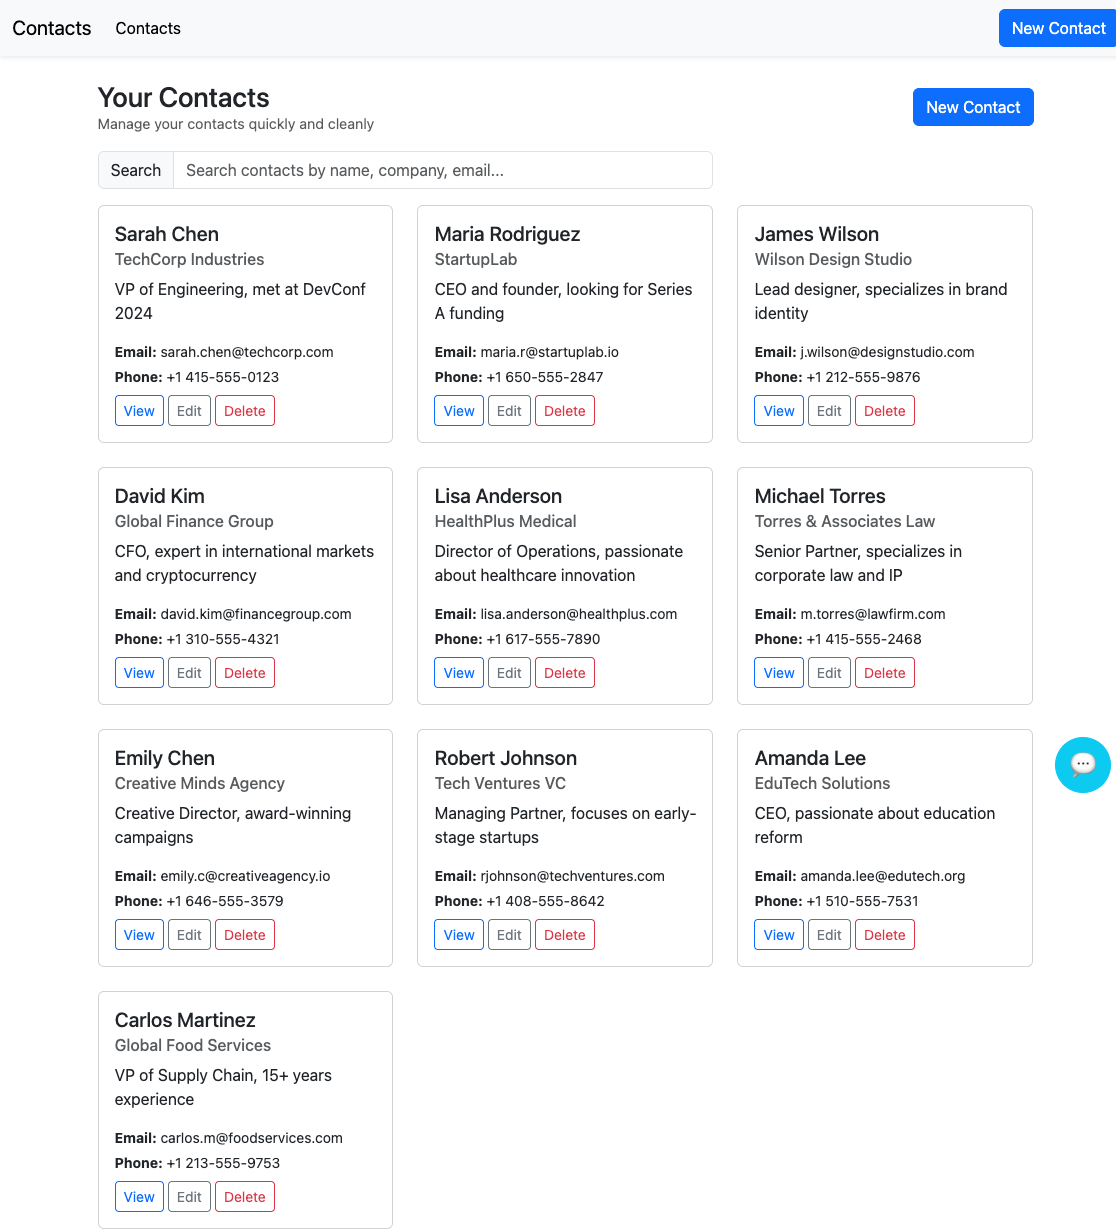 Contacts
Contacts
New Contact
Your Contacts
Manage your contacts quickly and cleanly
New Contact
Search
Search contacts by name, company, email...
Sarah Chen
TechCorp Industries
VP of Engineering, met at DevConf
2024
Email: sarah.chen@techcorp.com
Phone: +1 415-555-0123
View
Edit
Delete
Maria Rodriguez
StartupLab
CEO and founder, looking for Series
A funding
Email: maria.r@startuplab.io
Phone: +1 650-555-2847
View
Edit
Delete
James Wilson
Wilson Design Studio
Lead designer, specializes in brand
identity
Email: j.wilson@designstudio.com
Phone: +1 212-555-9876
View
Edit
Delete
David Kim
Global Finance Group
CFO, expert in international markets
and cryptocurrency
Email: david.kim@financegroup.com
Phone: +1 310-555-4321
View
Edit
Delete
Lisa Anderson
HealthPlus Medical
Director of Operations, passionate
about healthcare innovation
Email: lisa.anderson@healthplus.com
Phone: +1 617-555-7890
View
Edit
Delete
Michael Torres
Torres & Associates Law
Senior Partner, specializes in
corporate law and IP
Email: m.torres@lawfirm.com
Phone: +1 415-555-2468
View
Edit
Delete
Emily Chen
Creative Minds Agency
Creative Director, award-winning
campaigns
Email: emily.c@creativeagency.io
Phone: +1 646-555-3579
View
Edit
Delete
Robert Johnson
Tech Ventures VC
Managing Partner, focuses on early-
stage startups
Email: rjohnson@techventures.com
Phone: +1 408-555-8642
View
Edit
Delete
Amanda Lee
EduTech Solutions
CEO, passionate about education
reform
Email: amanda.lee@edutech.org
Phone: +1 510-555-7531
View
Edit
Delete
Carlos Martinez
Global Food Services
VP of Supply Chain, 15+ years
experience
Email: carlos.m@foodservices.com
Phone: +1 213-555-9753
View
Edit
Delete